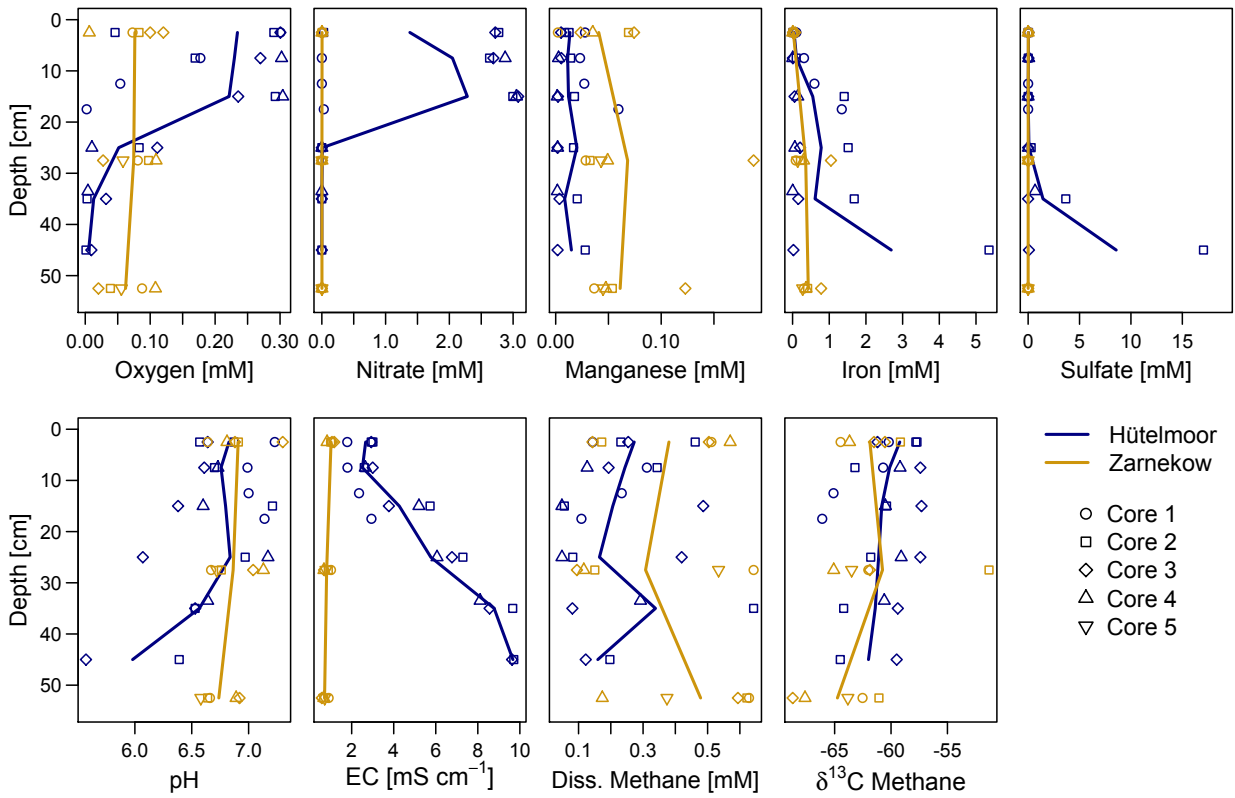 0
10
20
30
40
50
Depth [cm]
0.00 0.10 0.20 0.30
Oxygen [mM]
0.0 1.0 2.0 3.0
Nitrate [mM]
0.00 0.10
Manganese [mM]
0 1 2 3 4 5 6
Iron [mM]
0 5 10 15
Sulfate [mM]
0
10
20
30
40
50
Depth [cm]
6.0 7.0
pH
2 4 6 8 10
EC [mS cm⁻¹]
0.1 0.3 0.5
Diss. Methane [mM]
-65 -60 -55
δ¹³C Methane
Hütelmoor
Zarnekow
Core 1
Core 2
Core 3
Core 4
Core 5